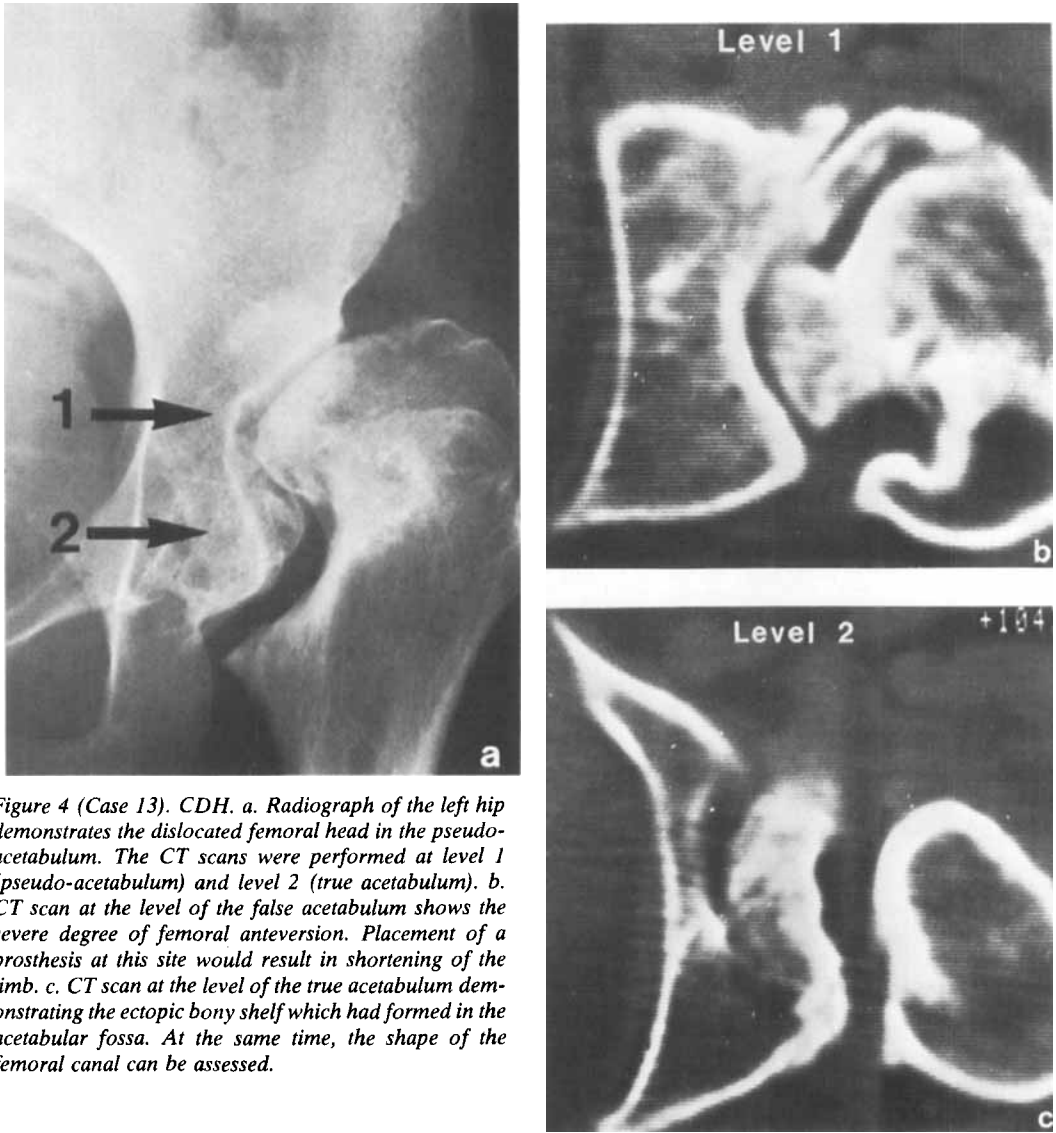 1
2
a
Level 1
b
Level 2
+104
c
Figure 4 (Case 13). CDH. a. Radiograph of the left hip
demonstrates the dislocated femoral head in the pseudo-
acetabulum. The CT scans were performed at level 1
(pseudo-acetabulum) and level 2 (true acetabulum). b.
CT scan at the level of the false acetabulum shows the
severe degree of femoral anteversion. Placement of a
prosthesis at this site would result in shortening of the
limb. c. CT scan at the level of the true acetabulum dem-
onstrating the ectopic bony shelf which had formed in the
acetabular fossa. At the same time, the shape of the
femoral canal can be assessed.